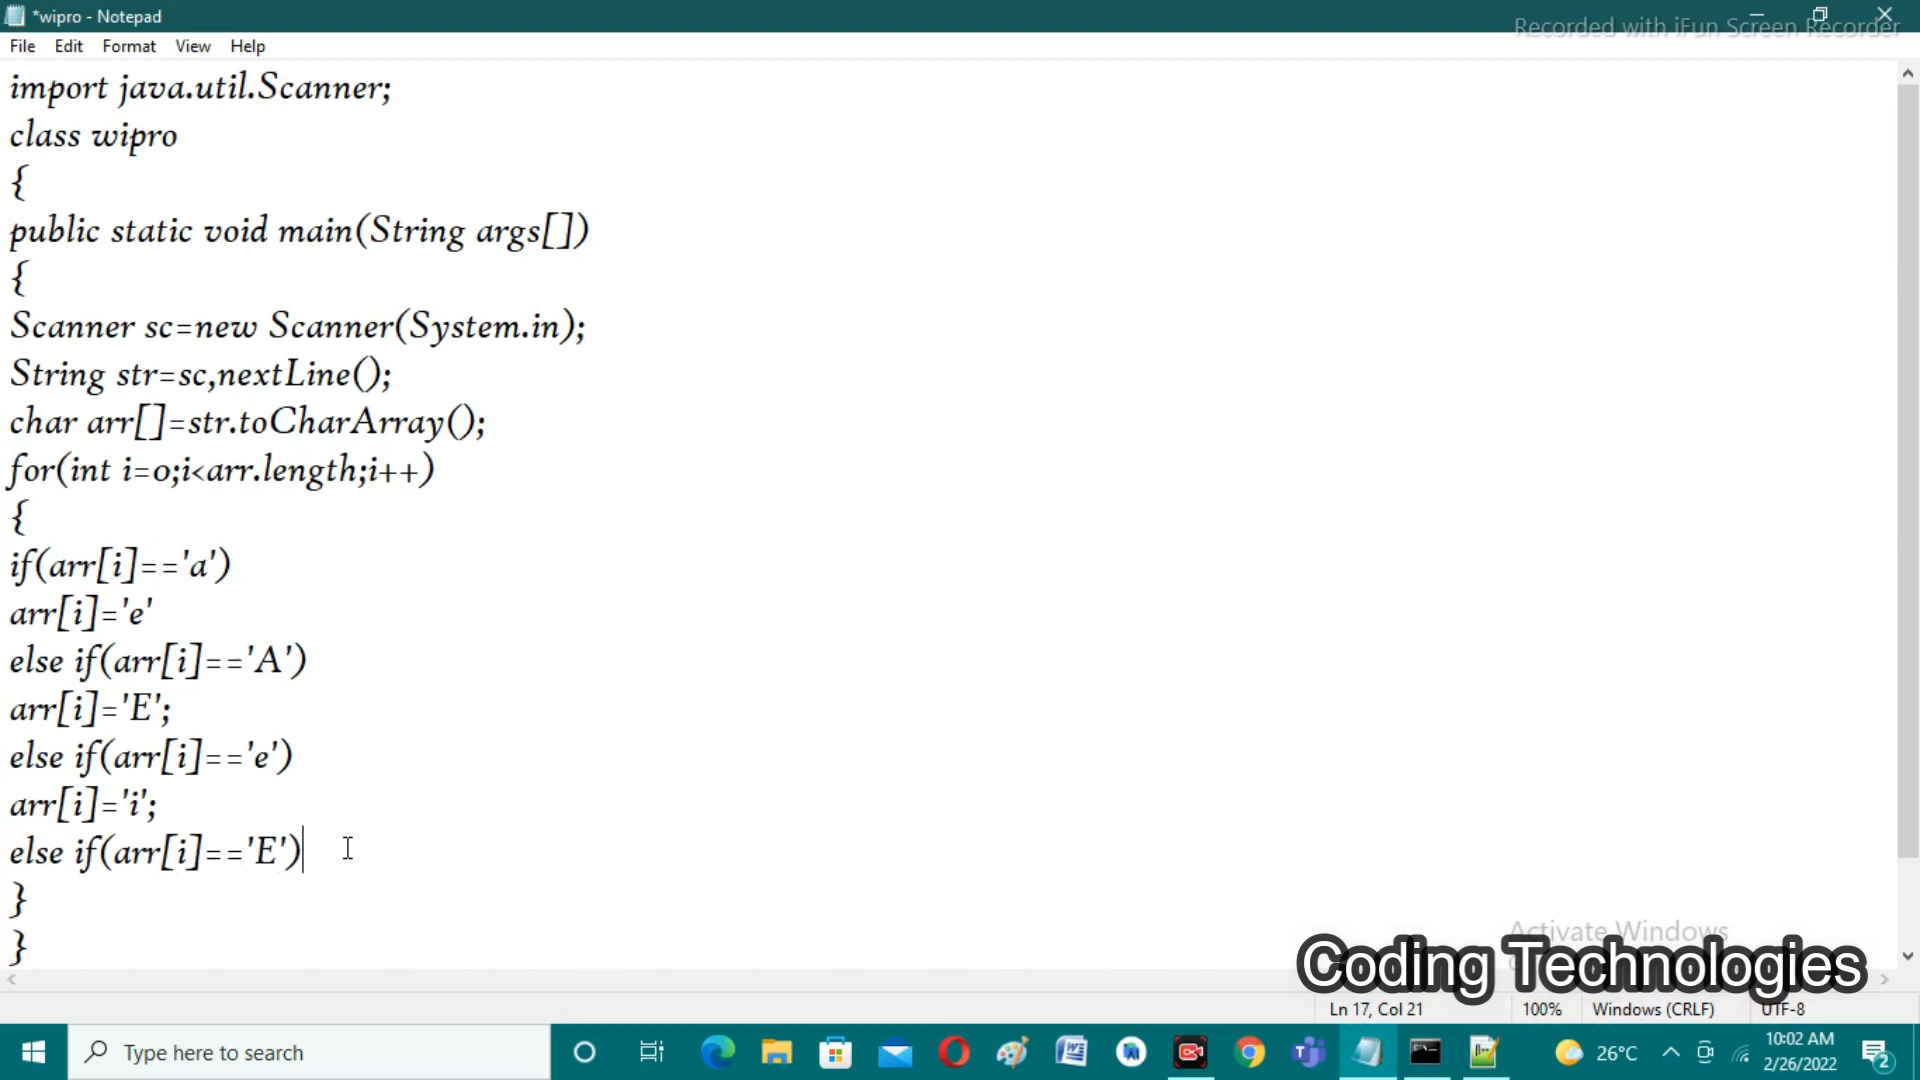 *wipro - Notepad
Recorded with iFun Screen Recorder
File Edit Format View Help
import java.util.Scanner;
class wipro
{
public static void main(String args[])
{
Scanner sc=new Scanner(System.in);
String str=sc,nextLine();
char arr[]=str.toCharArray();
for(int i=0;i<arr.length;i++)
{
if(arr[i]=='a')
arr[i]='e'
else if(arr[i]=='A')
arr[i]='E';
else if(arr[i]=='e')
arr[i]='i';
else if(arr[i]=='E')
}
}
Activate Windows
Coding Technologies
Ln 17, Col 21 100% Windows (CRLF) UTF-8
Type here to search
26°C
10:02 AM
2/26/2022
2